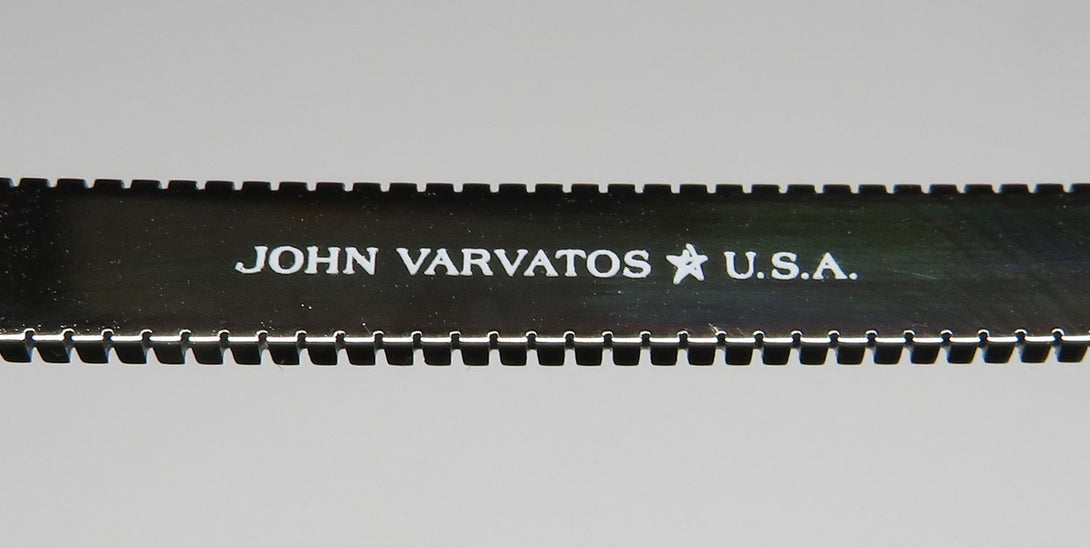 JOHN VARVATOS ☆ U.S.A.